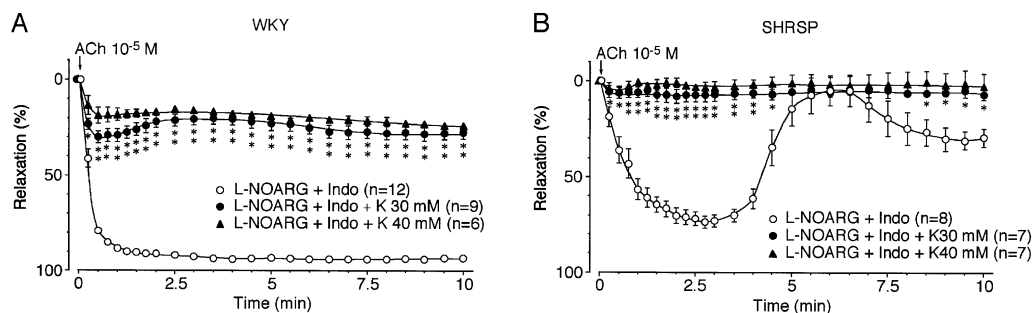 A
WKY
ACh 10-5 M
0
50
100
Relaxation (%)
** ** ** ** ** ** ** ** ** ** ** ** ** ** ** ** ** ** ** ** **
L-NOARG + Indo (n=12)
L-NOARG + Indo + K 30 mM (n=9)
L-NOARG + Indo + K 40 mM (n=6)
0 2.5 5 7.5 10
Time (min)
B
SHRSP
ACh 10-5 M
0
50
100
Relaxation (%)
L-NOARG + Indo (n=8)
L-NOARG + Indo + K30 mM (n=7)
L-NOARG + Indo + K40 mM (n=7)
0 2.5 5 7.5 10
Time (min)